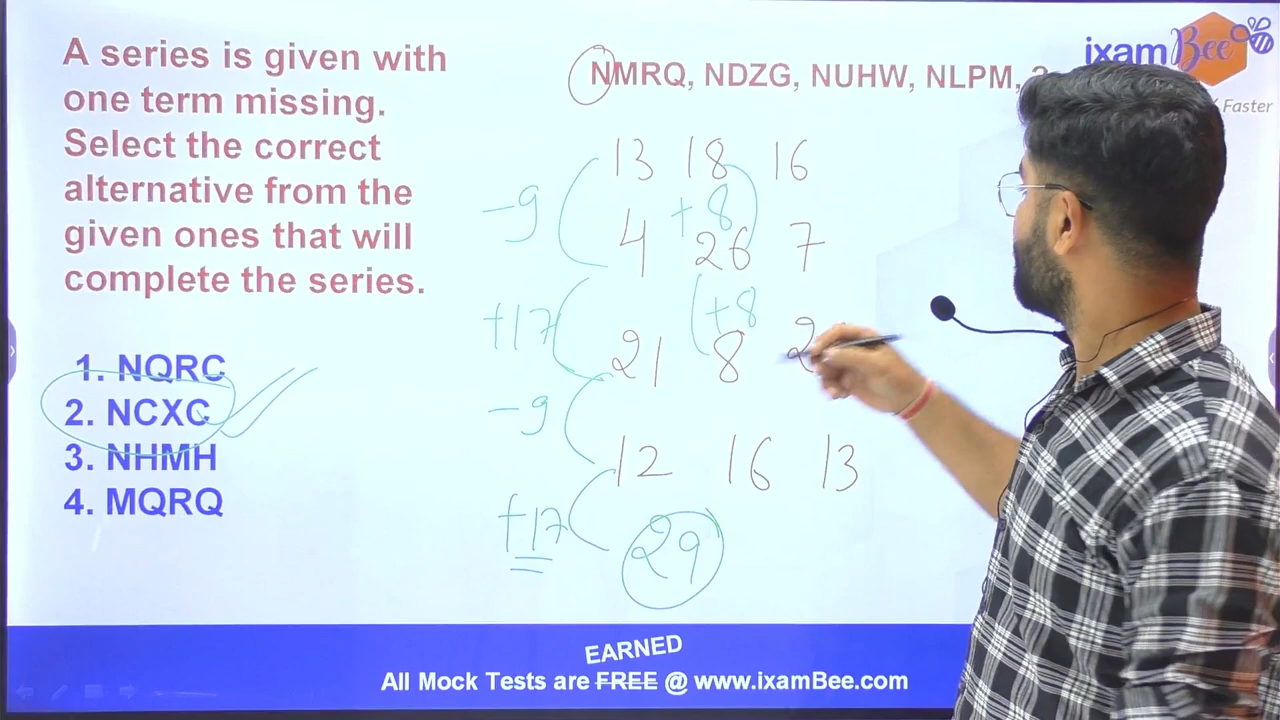 A series is given with
one term missing.
Select the correct
alternative from the
given ones that will
complete the series.
1. NQRC
2. NCXC
3. NHMH
4. MQRQ
NMRQ, NDZG, NUHW, NLPM,
ixamBee
Faster
13 18 16
-9 +8
4 26 7
+17 +8
21 8 2
-9
12 16 13
+17
29
EARNED
All Mock Tests are FREE @ www.ixamBee.com